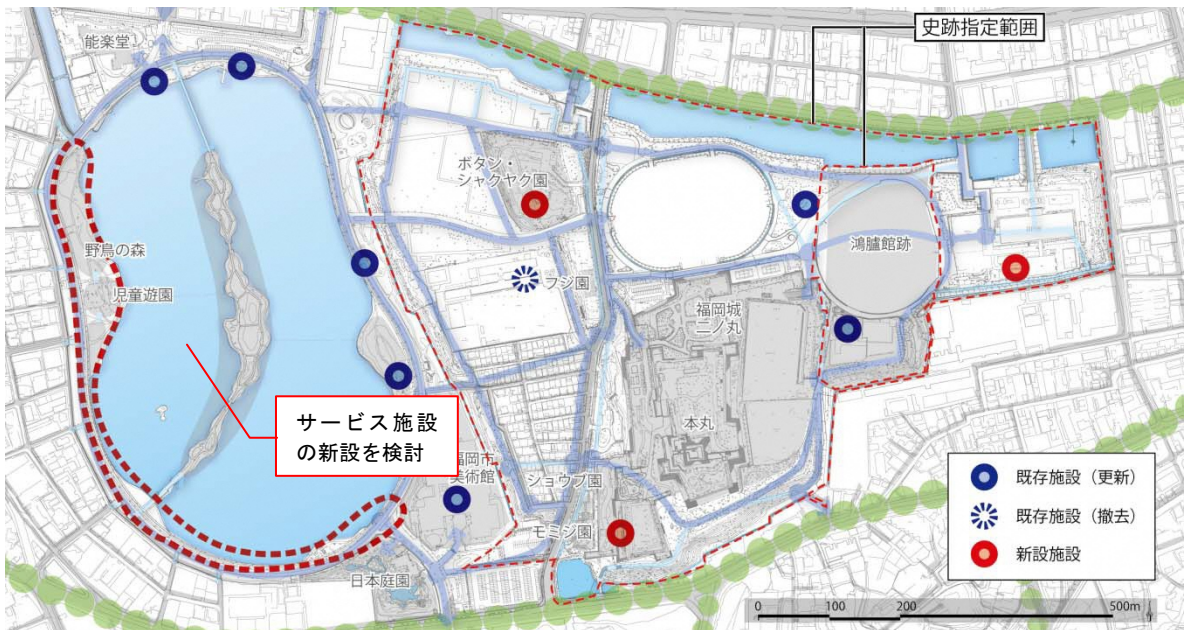 史跡指定範囲
能楽堂
ボタン・
シャクヤク園
野鳥の森
児童遊園
フジ園
鴻臚館跡
福岡城
二ノ丸
サービス施設
の新設を検討
本丸
福岡市
美術館
ショウブ園
モミジ園
日本庭園
既存施設（更新）
既存施設（撤去）
新設施設
0 100 200 500m